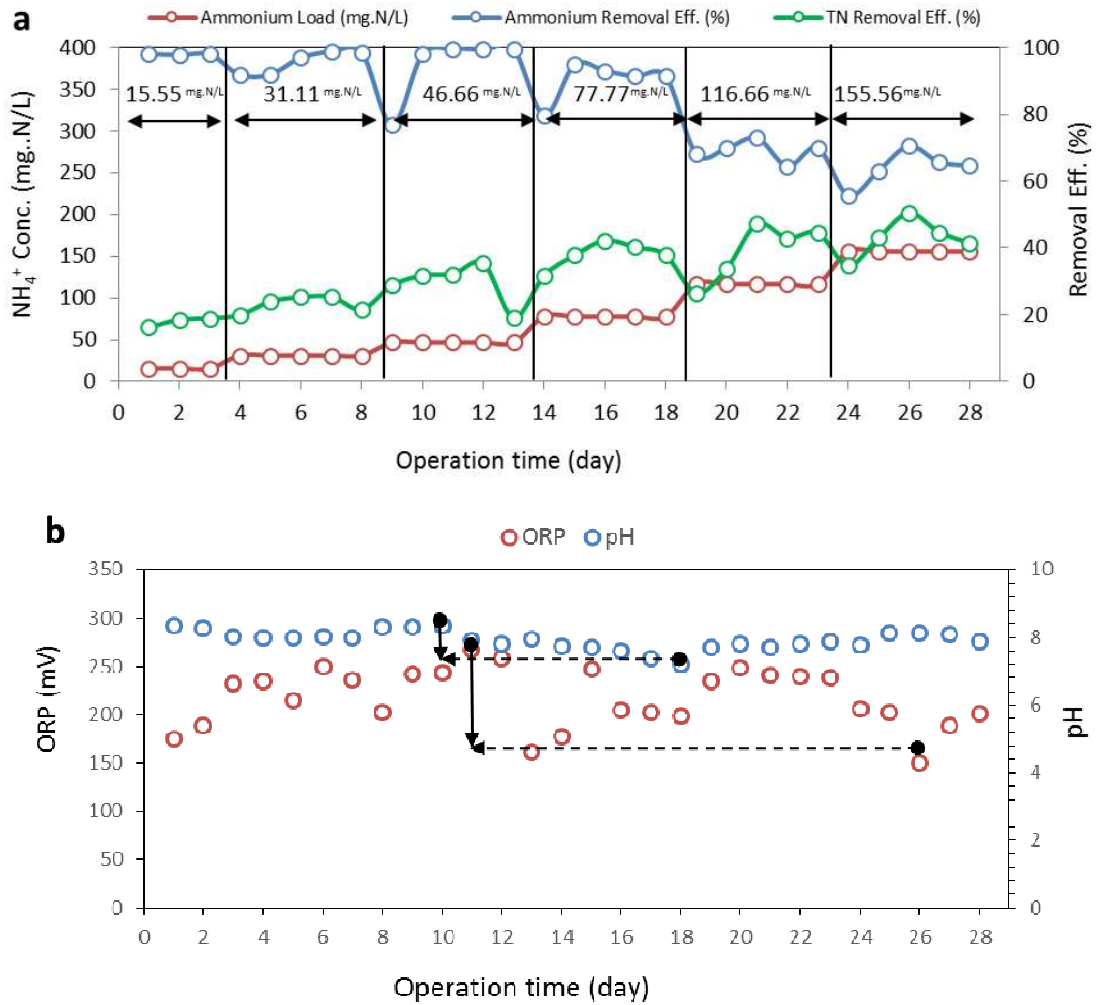 a
Ammonium Load (mg.N/L) Ammonium Removal Eff. (%) TN Removal Eff. (%)
400
350
300
250
200
150
100
50
0
NH₄⁺ Conc. (mg..N/L)
15.55 mg.N/L 31.11 mg.N/L 46.66 mg.N/L 77.77 mg.N/L 116.66 mg.N/L 155.56 mg.N/L
100
80
60
40
20
0
Removal Eff. (%)
0 2 4 6 8 10 12 14 16 18 20 22 24 26 28
Operation time (day)
b
ORP pH
350
300
250
200
150
100
50
0
ORP (mV)
10
8
6
4
2
0
pH
0 2 4 6 8 10 12 14 16 18 20 22 24 26 28
Operation time (day)